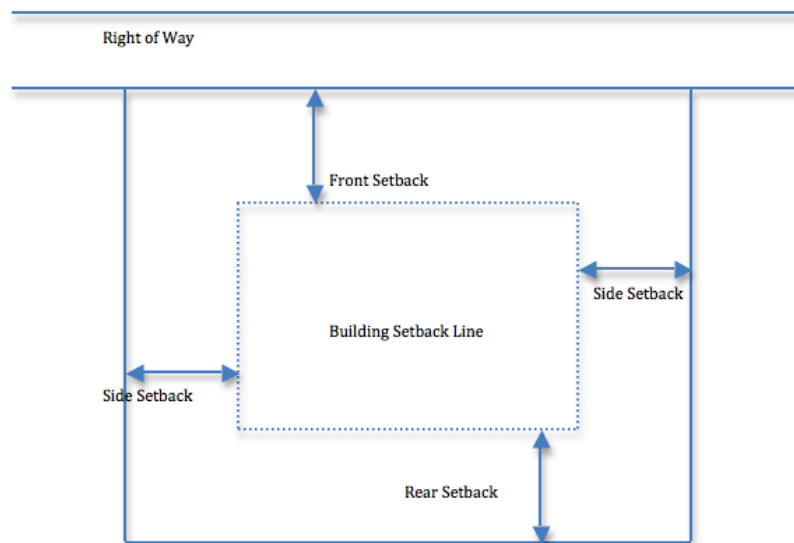 Right of Way
Front Setback
Side Setback
Building Setback Line
Side Setback
Rear Setback